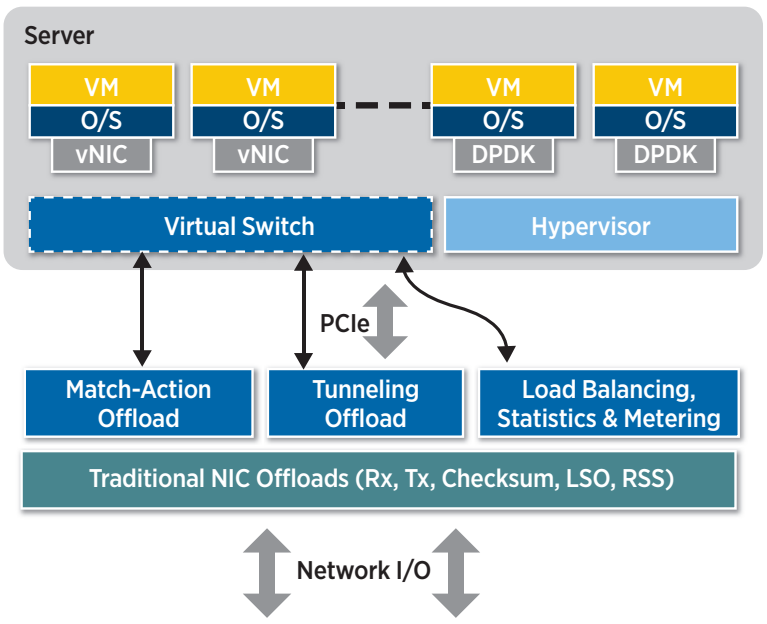 Server
VM
VM
VM
VM
O/S
O/S
O/S
O/S
vNIC
vNIC
DPDK
DPDK
Virtual Switch
Hypervisor
PCIe
Match-Action
Offload
Tunneling
Offload
Load Balancing,
Statistics & Metering
Traditional NIC Offloads (Rx, Tx, Checksum, LSO, RSS)
Network I/O